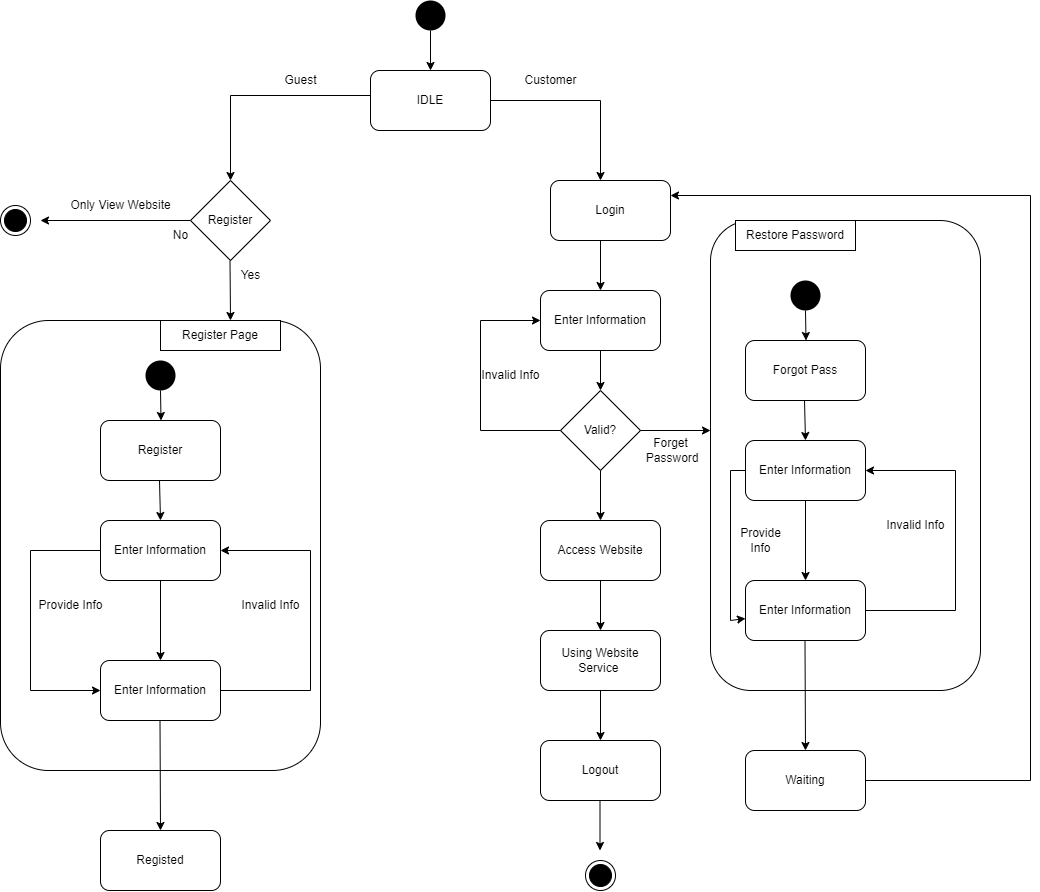 Guest
Customer
IDLE
Only View Website
Register
No
Yes
Login
Restore Password
Enter Information
Register Page
Invalid Info
Forgot Pass
Valid?
Forget
Password
Register
Enter Information
Enter Information
Access Website
Provide
Info
Invalid Info
Provide Info
Invalid Info
Enter Information
Using Website
Service
Enter Information
Logout
Waiting
Registed